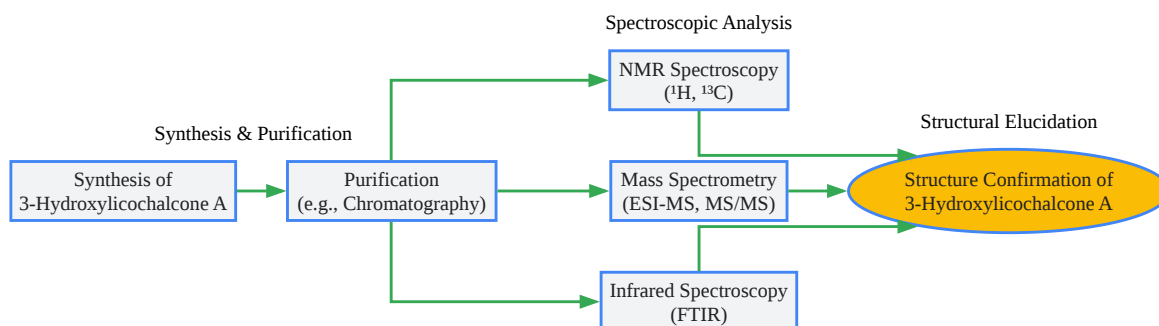 Spectroscopic Analysis
NMR Spectroscopy
(¹H, ¹³C)
Synthesis & Purification
Structural Elucidation
Synthesis of
3-Hydroxylicochalcone A
Purification
(e.g., Chromatography)
Mass Spectrometry
(ESI-MS, MS/MS)
Structure Confirmation of
3-Hydroxylicochalcone A
Infrared Spectroscopy
(FTIR)